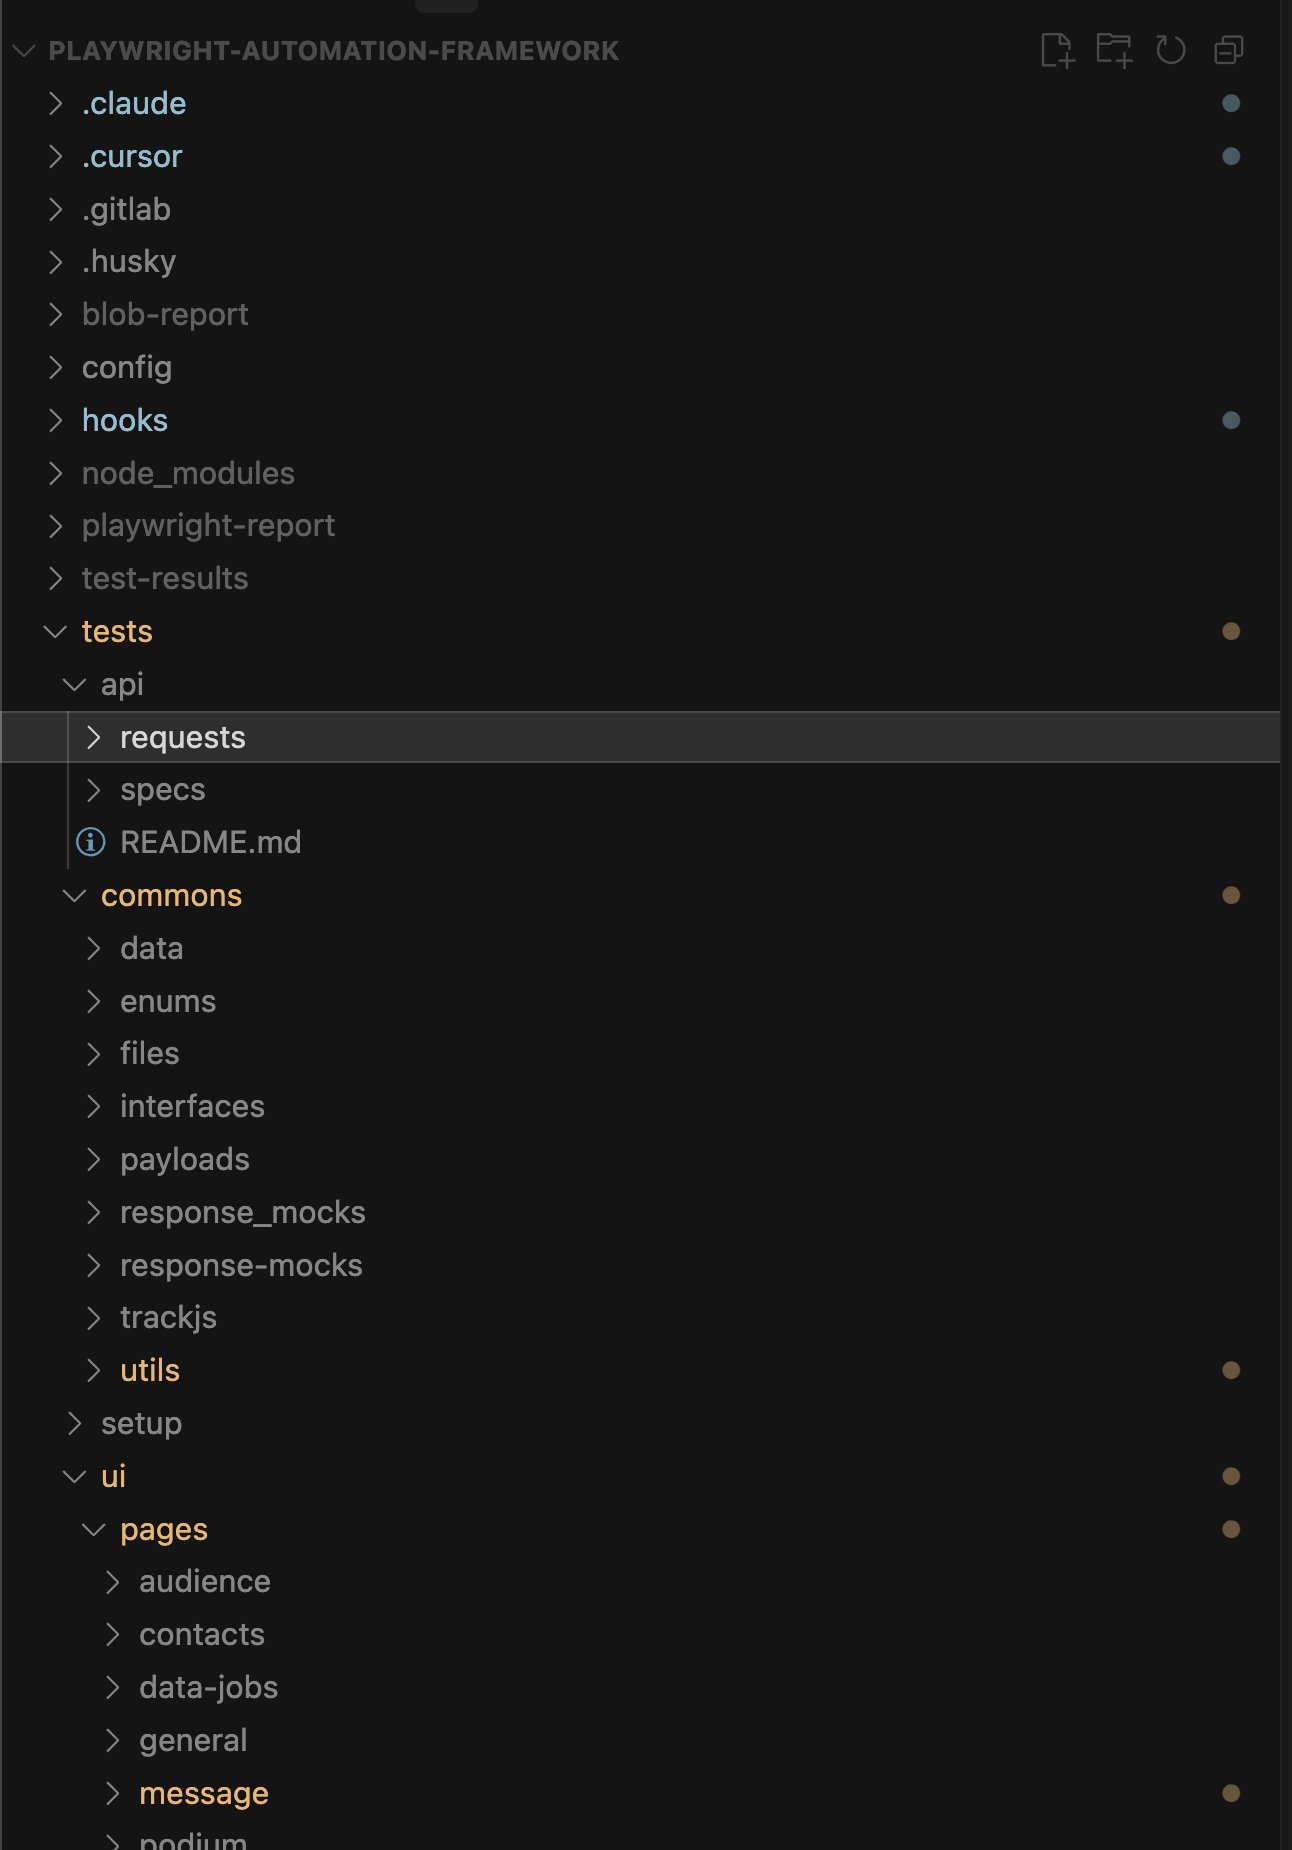 PLAYWRIGHT-AUTOMATION-FRAMEWORK
.claude
.cursor
.gitlab
.husky
blob-report
config
hooks
node_modules
playwright-report
test-results
tests
api
requests
specs
README.md
commons
data
enums
files
interfaces
payloads
response_mocks
response-mocks
trackjs
utils
setup
ui
pages
audience
contacts
data-jobs
general
message
podium